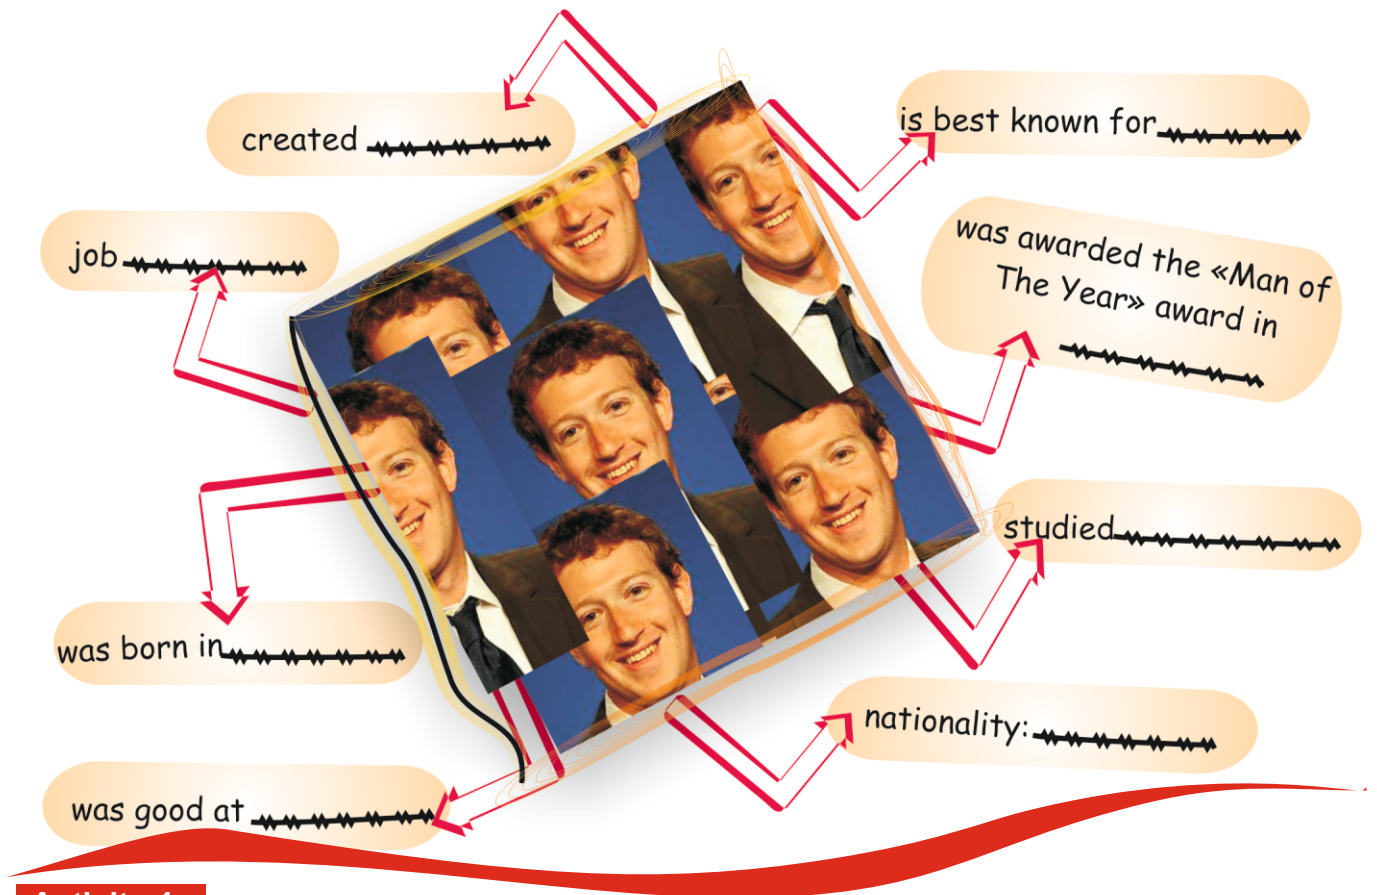 created
is best known for
job
was awarded the «Man of
The Year» award in
studied
was born in
nationality:
was good at